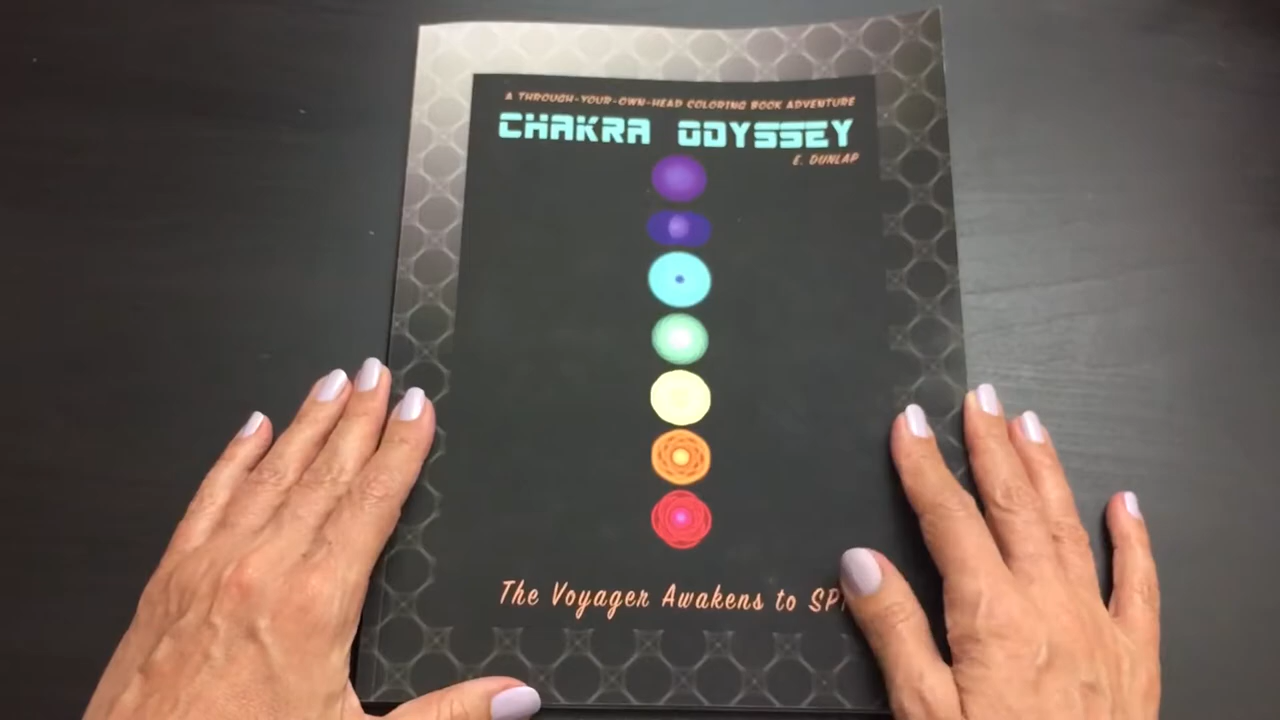 A THROUGH-YOUR-OWN-HEAD COLORING BOOK ADVENTURE
CHAKRA ODYSSEY
E. DUNLAP
The Voyager Awakens to